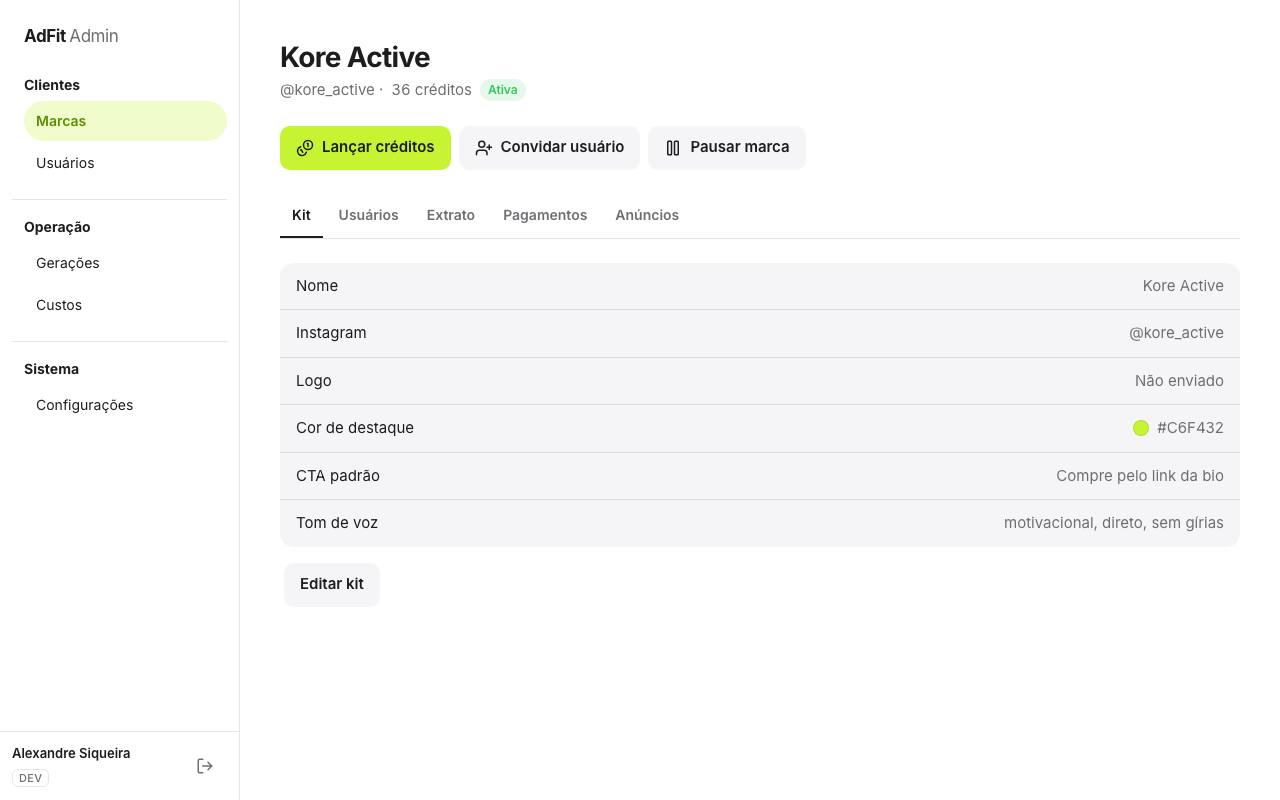 AdFit Admin
Clientes
Marcas
Usuários
Operação
Gerações
Custos
Sistema
Configurações
Alexandre Siqueira
DEV
Kore Active
@kore_active · 36 créditos Ativa
Lançar créditos Convidar usuário Pausar marca
Kit Usuários Extrato Pagamentos Anúncios
Nome Kore Active
Instagram @kore_active
Logo Não enviado
Cor de destaque #C6F432
CTA padrão Compre pelo link da bio
Tom de voz motivacional, direto, sem gírias
Editar kit